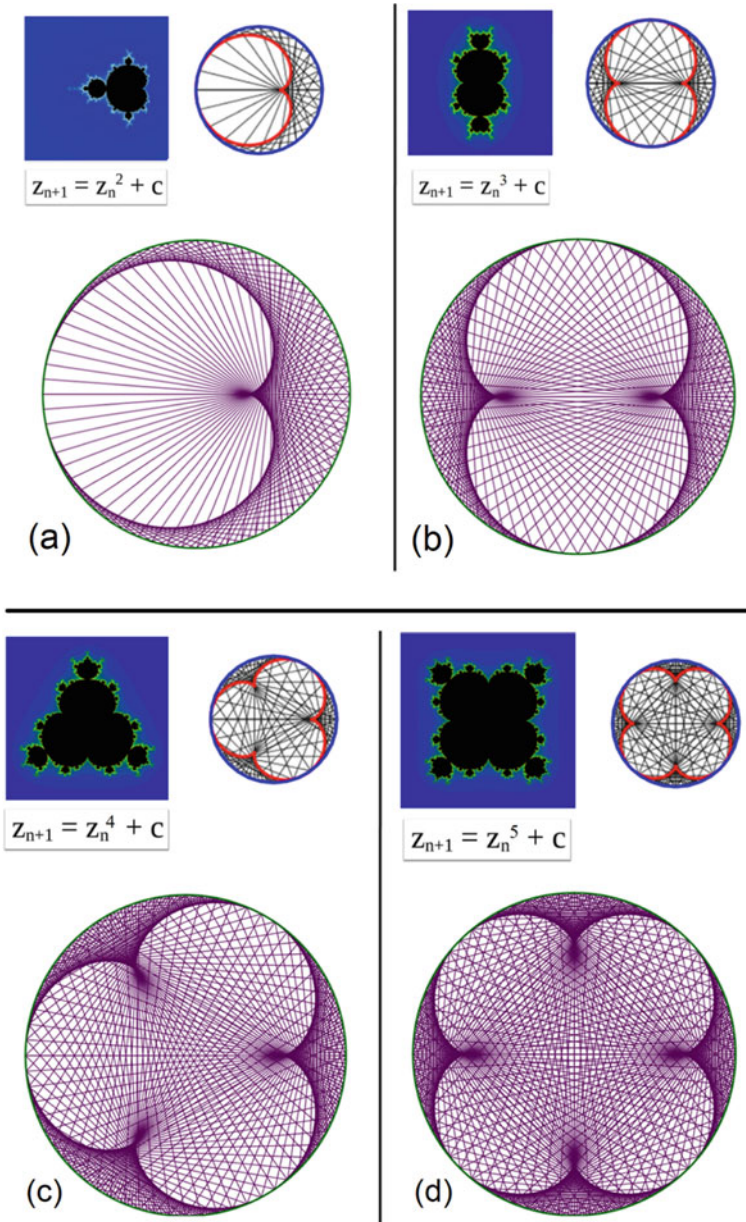 zₙ₊₁ = zₙ² + c
(a)
zₙ₊₁ = zₙ³ + c
(b)
zₙ₊₁ = zₙ⁴ + c
(c)
zₙ₊₁ = zₙ⁵ + c
(d)